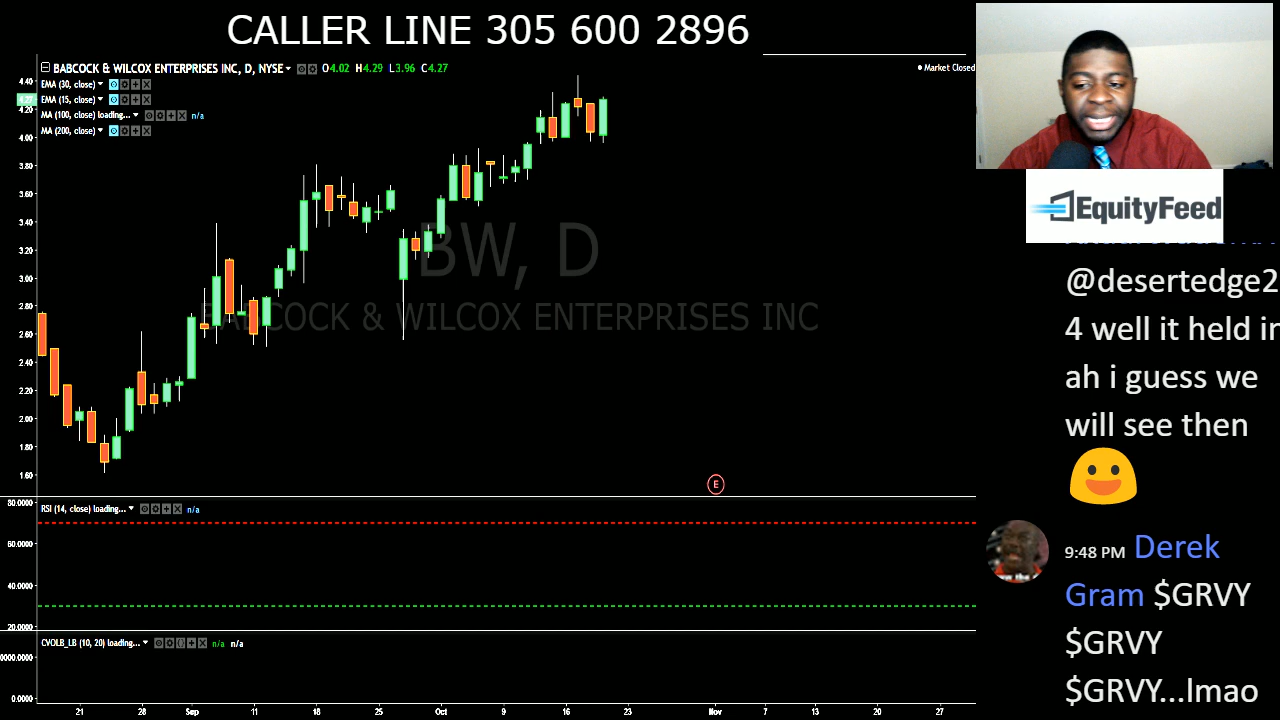 CALLER LINE 305 600 2896
BABCOCK & WILCOX ENTERPRISES INC, D, NYSE O4.02 H4.29 L3.96 C4.27
Market Closed
EMA (30, close)
EMA (15, close)
MA (100, close) loading... n/a
MA (200, close)
4.40
4.27
4.20
4.00
3.80
3.60
3.40
3.20
3.00
2.80
2.60
2.40
2.20
2.00
1.80
1.60
BW, D
BABCOCK & WILCOX ENTERPRISES INC
E
80.0000
RSI (14, close) loading... n/a
60.0000
40.0000
20.0000
CVOLB_LB (10, 20) loading... n/a n/a
0000.0000
0.0000
21 28 Sep 11 18 25 Oct 9 16 23 Nov 7 13 20 27
EquityFeed
@desertedge2
4 well it held in
ah i guess we
will see then
9:48 PM Derek
Gram $GRVY
$GRVY
$GRVY...lmao